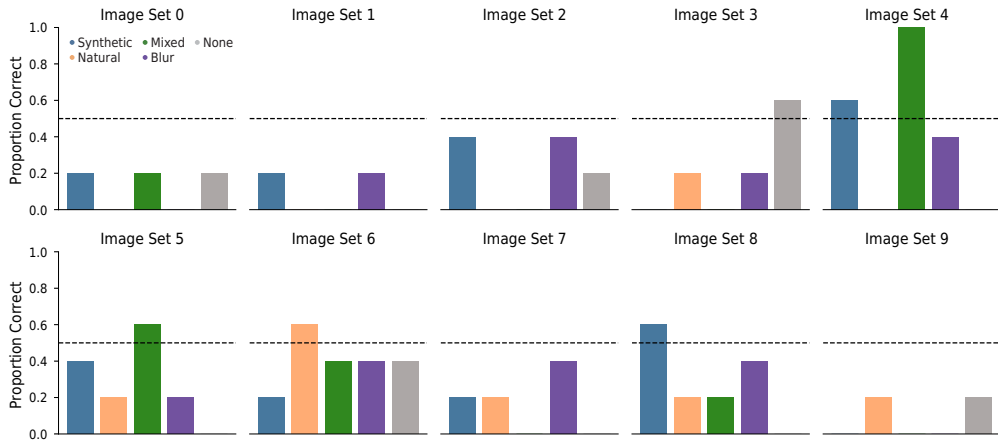 Image Set 0 Image Set 1 Image Set 2 Image Set 3 Image Set 4
Proportion Correct
1.0
0.8
0.6
0.4
0.2
0.0
Synthetic Mixed None
Natural Blur
Image Set 5 Image Set 6 Image Set 7 Image Set 8 Image Set 9
Proportion Correct
1.0
0.8
0.6
0.4
0.2
0.0